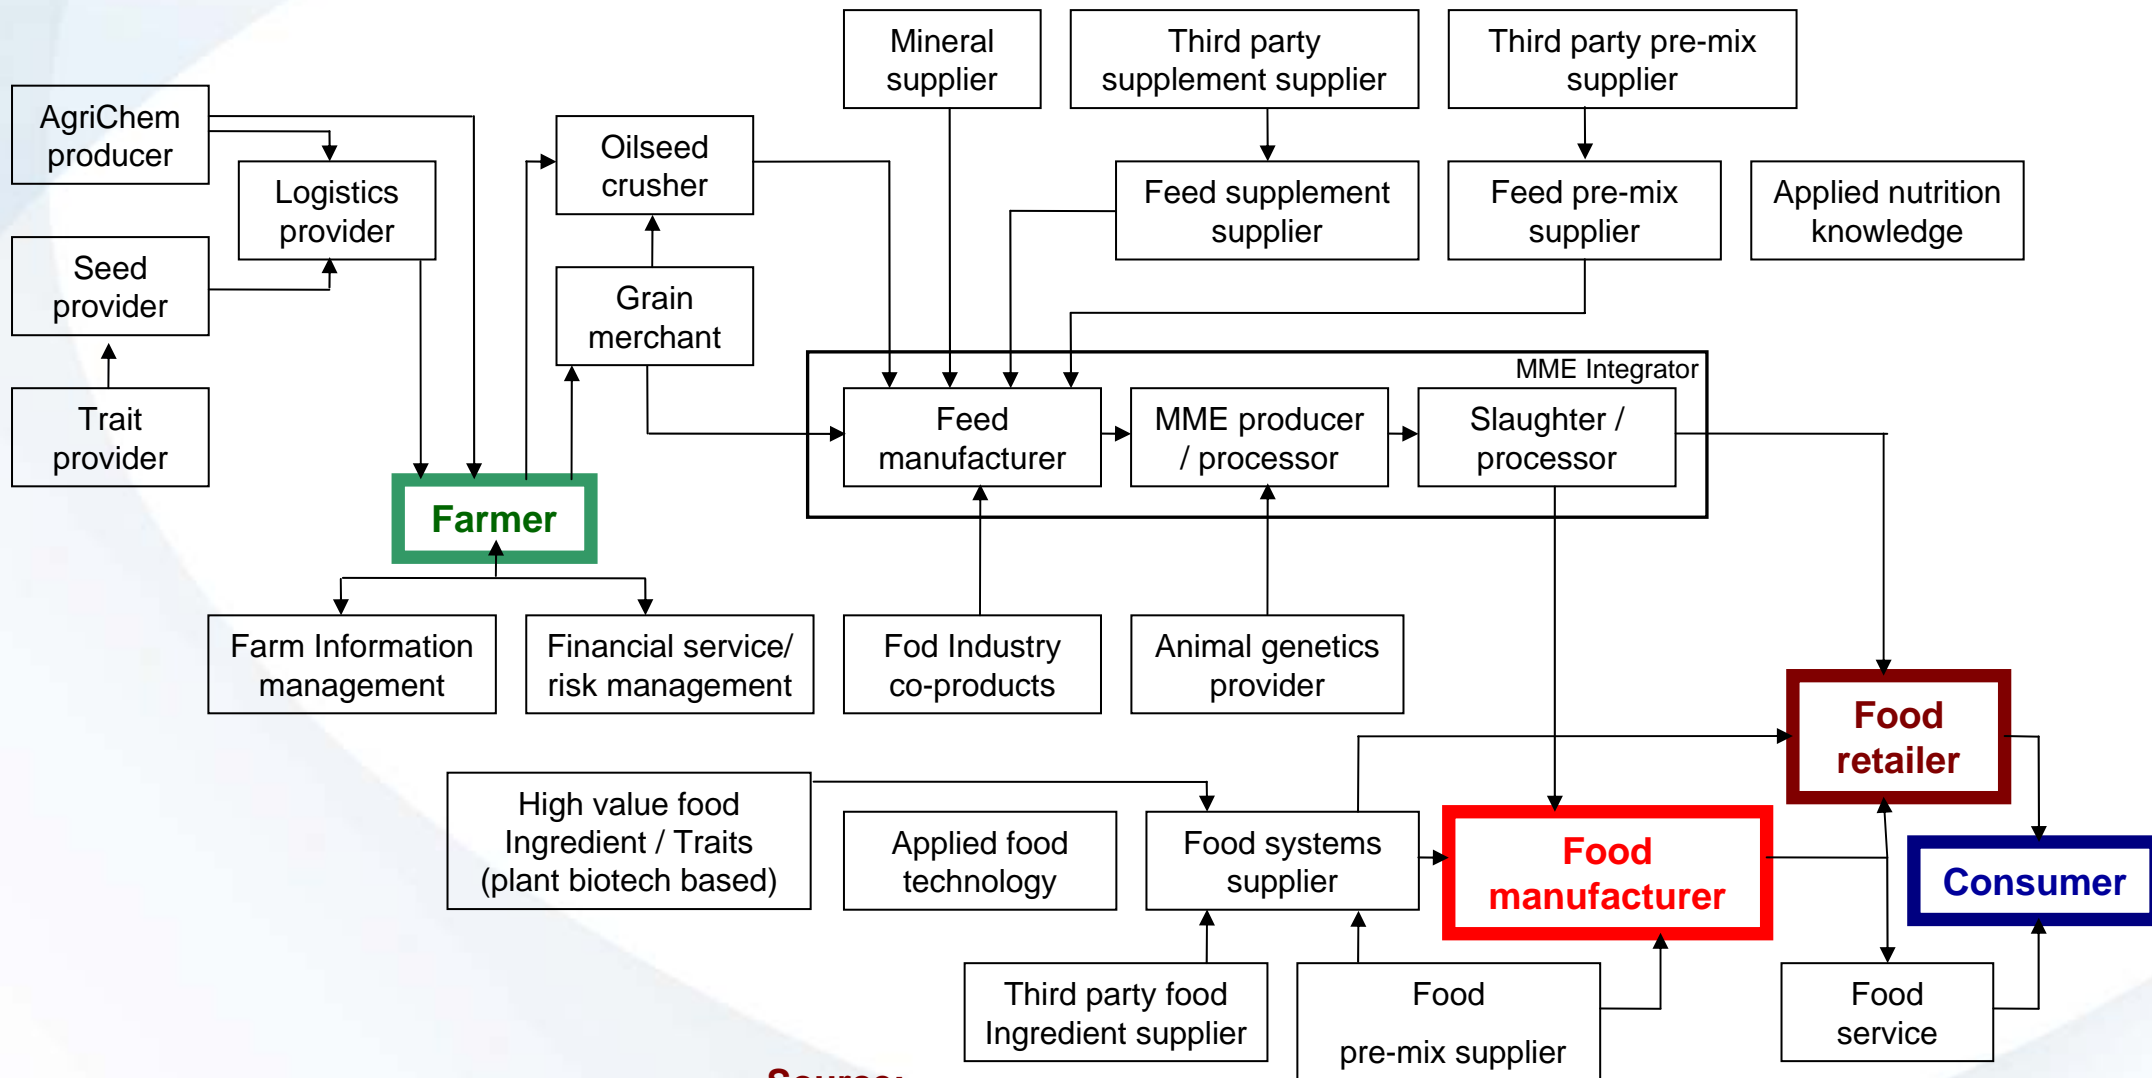 Mineral
supplier
Third party
supplement supplier
Third party pre-mix
supplier
AgriChem
producer
Oilseed
crusher
Logistics
provider
Feed supplement
supplier
Feed pre-mix
supplier
Applied nutrition
knowledge
Seed
provider
Grain
merchant
MME Integrator
Trait
provider
Feed
manufacturer
MME producer
/ processor
Slaughter /
processor
Farmer
Farm Information
management
Financial service/
risk management
Fod Industry
co-products
Animal genetics
provider
Food
retailer
High value food
Ingredient / Traits
(plant biotech based)
Applied food
technology
Food systems
supplier
Food
manufacturer
Consumer
Third party food
Ingredient supplier
Food
pre-mix supplier
Food
service
Source: